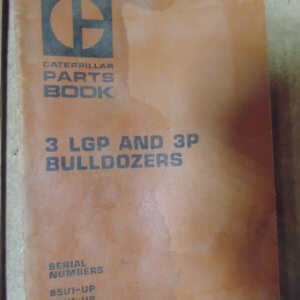 CATERPILLAR
PARTS
BOOK
3 LGP AND 3P
BULLDOZERS
SERIAL
NUMBERS
85U1-UP